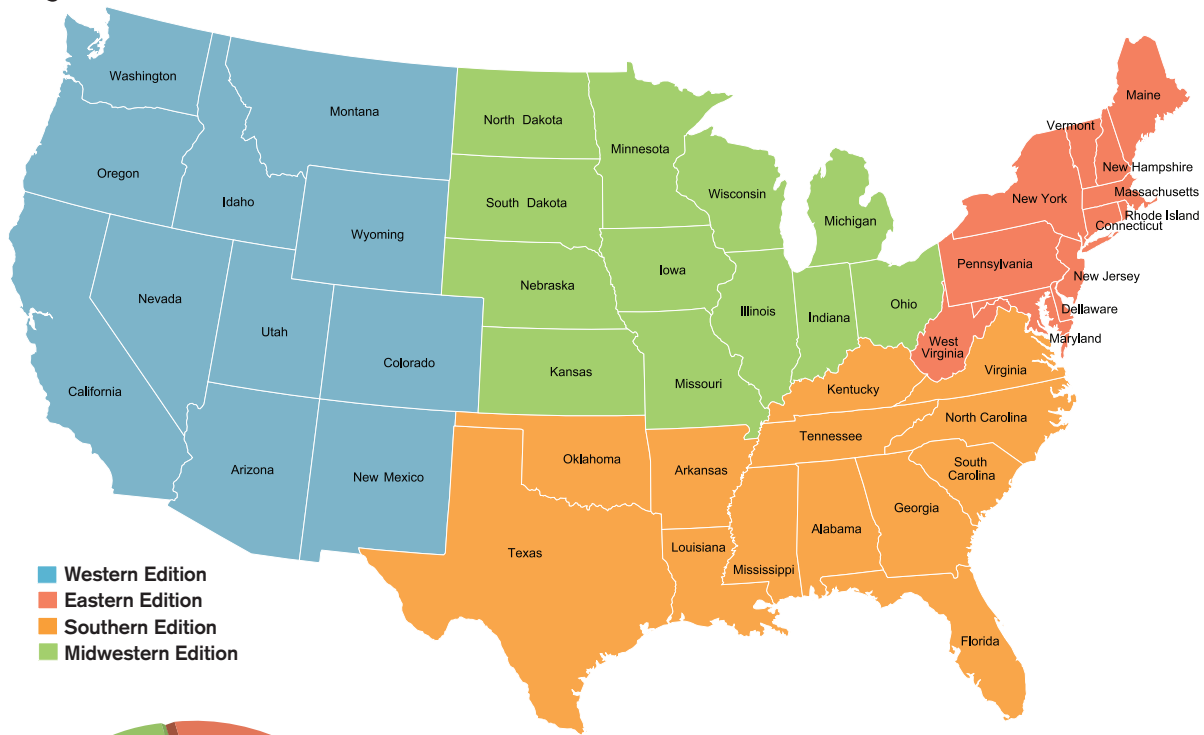 Washington
Montana
Oregon
Idaho
Wyoming
Nevada
Utah
Colorado
California
Arizona
New Mexico
North Dakota
Minnesota
South Dakota
Wisconsin
Michigan
Nebraska
Iowa
Illinois
Indiana
Ohio
Kansas
Missouri
Maine
Vermont
New Hampshire
Massachusetts
New York
Rhode Island
Connecticut
Pennsylvania
New Jersey
Dellaware
Maryland
West
Virginia
Virginia
Kentucky
North Carolina
Tennessee
South
Carolina
Oklahoma
Arkansas
Georgia
Alabama
Mississippi
Louisiana
Texas
Florida
Western Edition
Eastern Edition
Southern Edition
Midwestern Edition